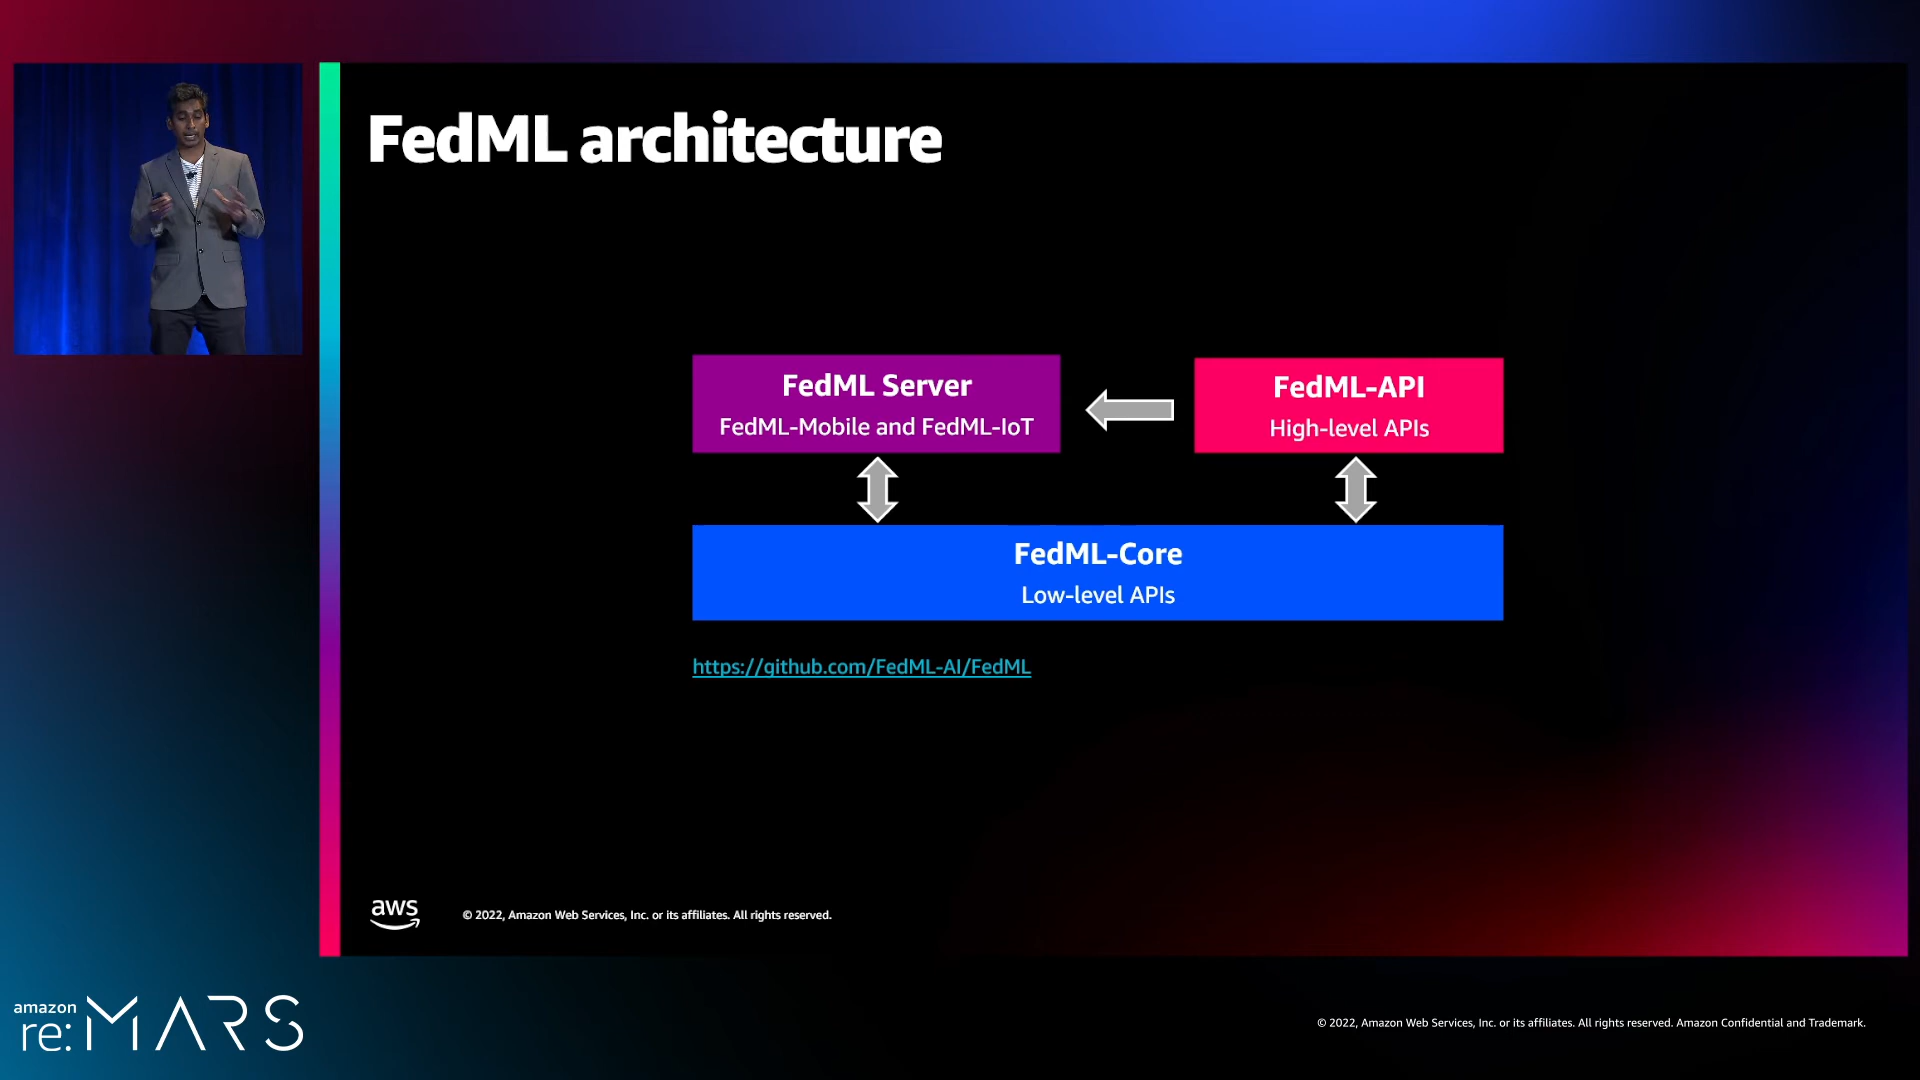 FedML architecture
FedML Server
FedML-Mobile and FedML-IoT
FedML-API
High-level APIs
FedML-Core
Low-level APIs
https://github.com/FedML-AI/FedML
aws
© 2022, Amazon Web Services, Inc. or its affiliates. All rights reserved.
amazon
re:MARS
© 2022, Amazon Web Services, Inc. or its affiliates. All rights reserved. Amazon Confidential and Trademark.